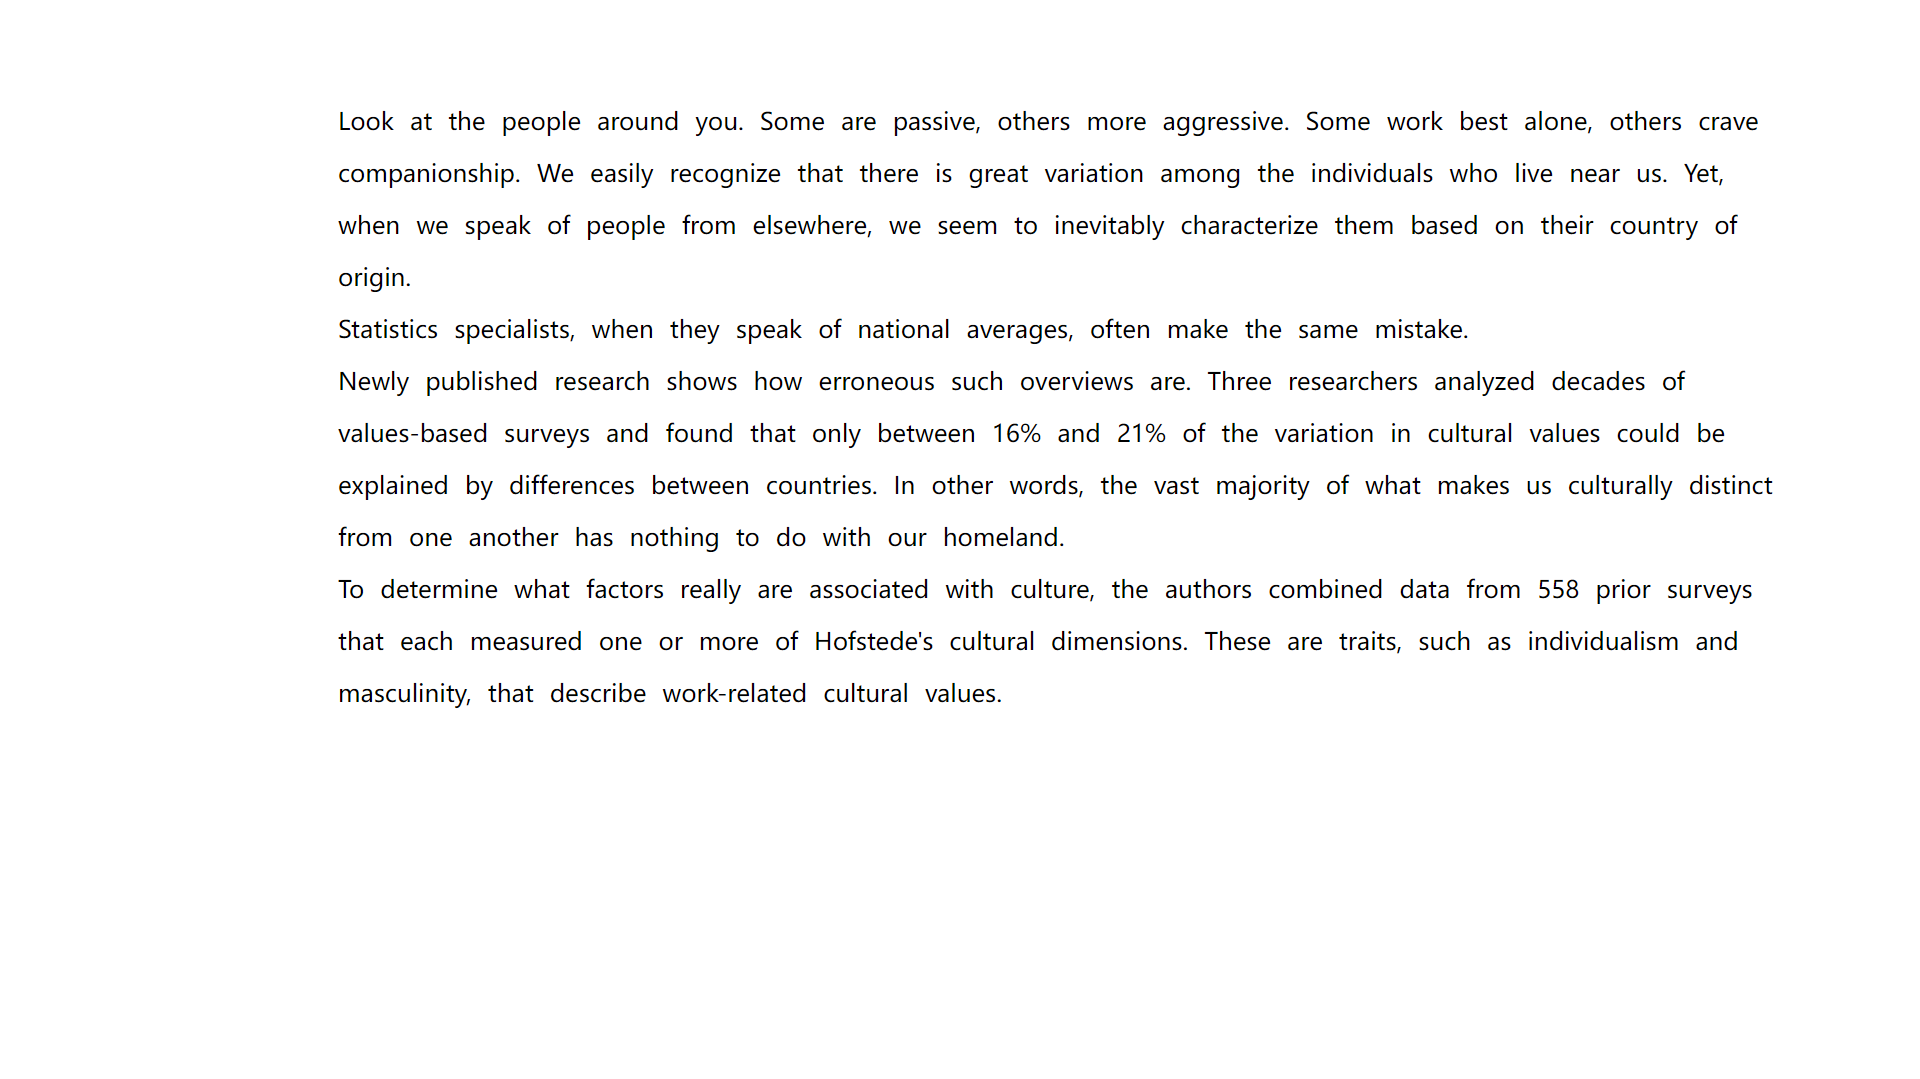 Look at the people around you. Some are passive, others more aggressive. Some work best alone, others crave
companionship. We easily recognize that there is great variation among the individuals who live near us. Yet,
when we speak of people from elsewhere, we seem to inevitably characterize them based on their country of
origin.
Statistics specialists, when they speak of national averages, often make the same mistake.
Newly published research shows how erroneous such overviews are. Three researchers analyzed decades of
values-based surveys and found that only between 16% and 21% of the variation in cultural values could be
explained by differences between countries. In other words, the vast majority of what makes us culturally distinct
from one another has nothing to do with our homeland.
To determine what factors really are associated with culture, the authors combined data from 558 prior surveys
that each measured one or more of Hofstede's cultural dimensions. These are traits, such as individualism and
masculinity, that describe work-related cultural values.